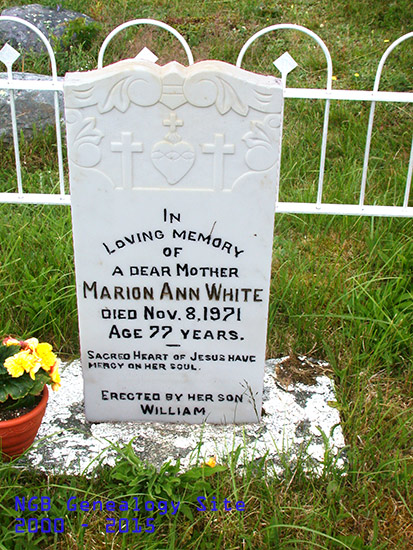 In
Loving memory
of
a dear Mother
Marion Ann White
Died Nov. 8, 1971
Age 77 years.
Sacred Heart of Jesus have
mercy on her soul.
Erected by her son
William
NGB Genealogy Site
2000 - 2015